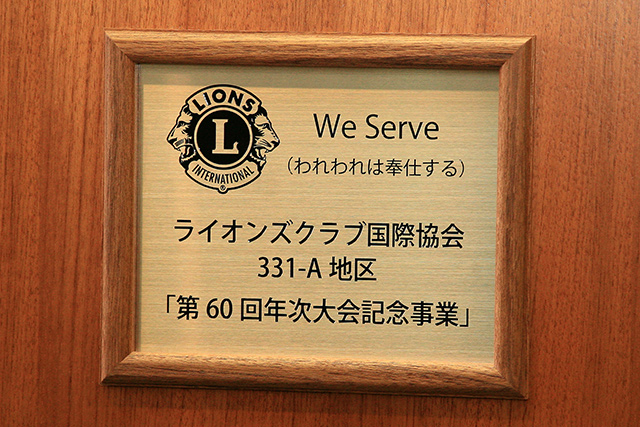 LIONS
L
INTERNATIONAL
®
We Serve
（われわれは奉仕する）
ライオンズクラブ国際協会
331-A 地区
「第 60 回年次大会記念事業」